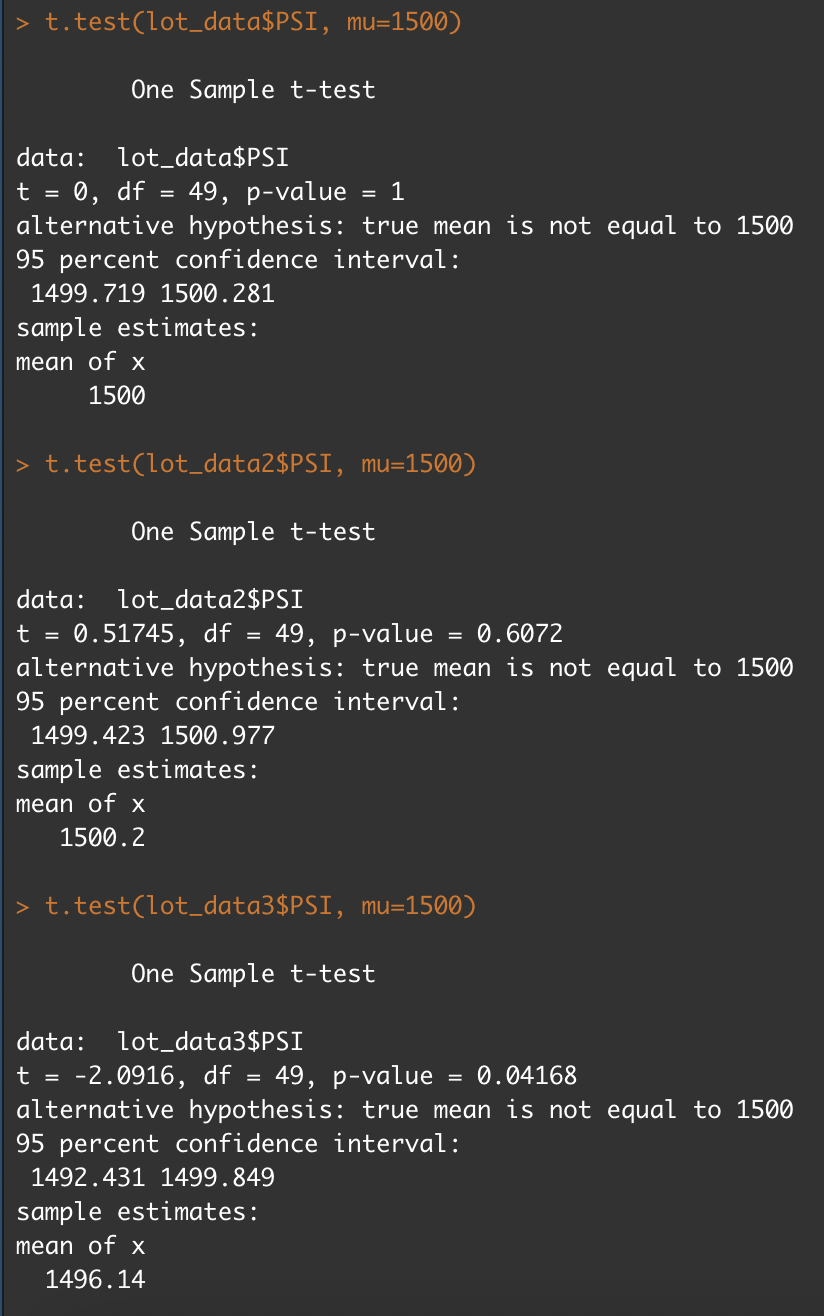 > t.test(lot_data$PSI, mu=1500)
One Sample t-test
data:  lot_data$PSI
t = 0, df = 49, p-value = 1
alternative hypothesis: true mean is not equal to 1500
95 percent confidence interval:
1499.719 1500.281
sample estimates:
mean of x
1500
> t.test(lot_data2$PSI, mu=1500)
One Sample t-test
data:  lot_data2$PSI
t = 0.51745, df = 49, p-value = 0.6072
alternative hypothesis: true mean is not equal to 1500
95 percent confidence interval:
1499.423 1500.977
sample estimates:
mean of x
1500.2
> t.test(lot_data3$PSI, mu=1500)
One Sample t-test
data:  lot_data3$PSI
t = -2.0916, df = 49, p-value = 0.04168
alternative hypothesis: true mean is not equal to 1500
95 percent confidence interval:
1492.431 1499.849
sample estimates:
mean of x
1496.14